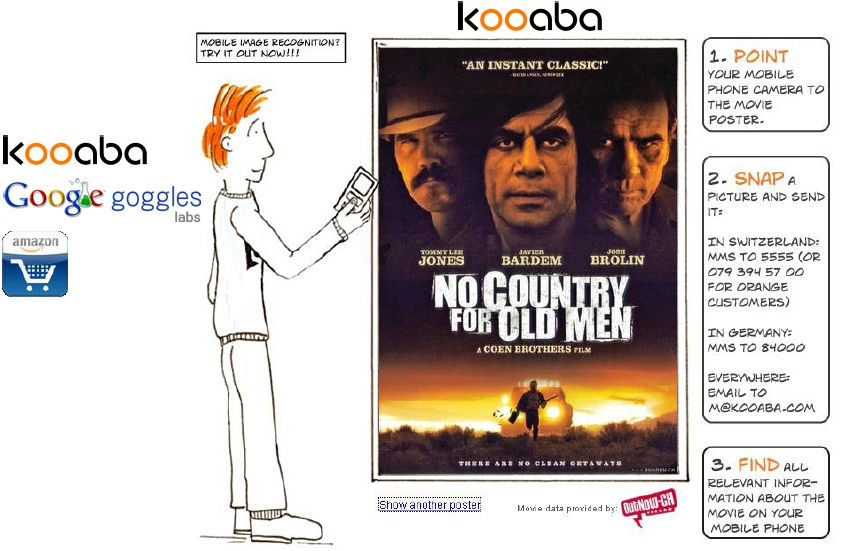 kooaba
MOBILE IMAGE RECOGNITION?
TRY IT OUT NOW!!!
kooaba
Google goggles
labs
amazon
"AN INSTANT CLASSIC!"
TOMMY LEE
JONES
JAVIER
BARDEM
JOSH
BROLIN
NO COUNTRY
FOR OLD MEN
A COEN BROTHERS FILM
THERE ARE NO CLEAN GETAWAYS
Show another poster
Movie data provided by:
OutNow.CH
1. POINT
YOUR MOBILE
PHONE CAMERA TO
THE MOVIE
POSTER.
2. SNAP A
PICTURE AND SEND
IT:
IN SWITZERLAND:
MMS TO 5555 (OR
079 394 57 00
FOR ORANGE
CUSTOMERS)
IN GERMANY:
MMS TO 84000
EVERYWHERE:
EMAIL TO
M@KOOABA.COM
3. FIND ALL
RELEVANT INFOR-
MATION ABOUT THE
MOVIE ON YOUR
MOBILE PHONE